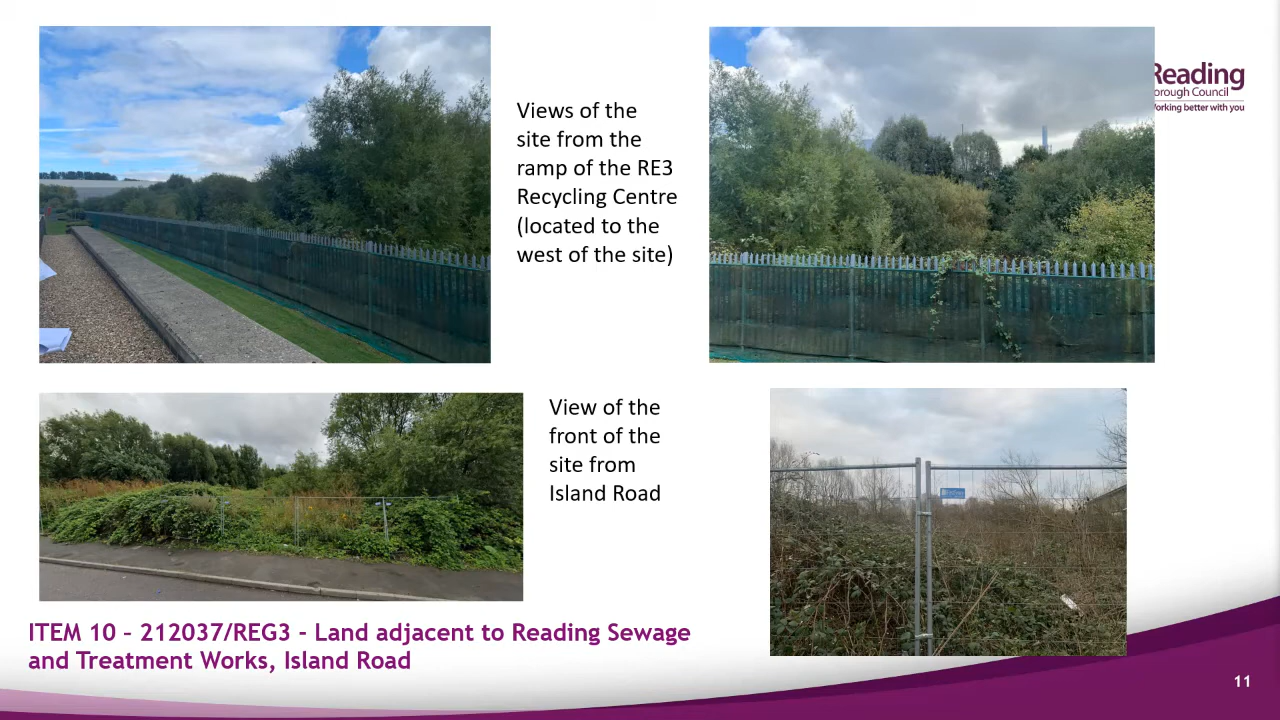 Views of the
site from the
ramp of the RE3
Recycling Centre
(located to the
west of the site)
Reading
orough Council
Working better with you
View of the
front of the
site from
Island Road
ITEM 10 – 212037/REG3 - Land adjacent to Reading Sewage
and Treatment Works, Island Road
11